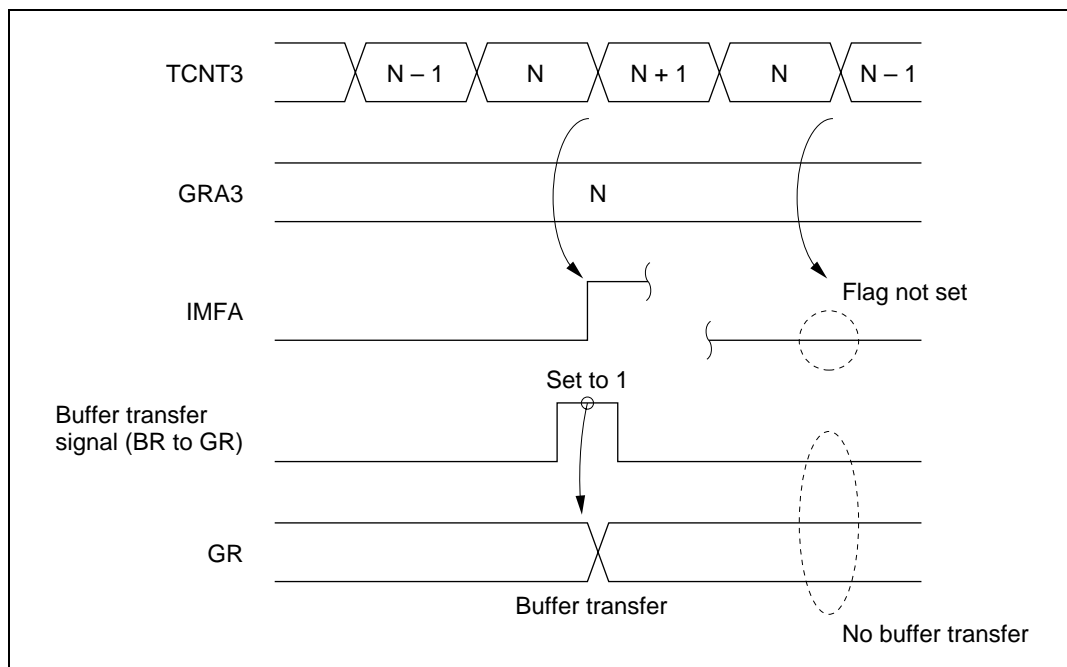 TCNT3
N – 1
N
N + 1
N
N – 1
GRA3
N
IMFA
Flag not set
Set to 1
Buffer transfer
signal (BR to GR)
GR
Buffer transfer
No buffer transfer